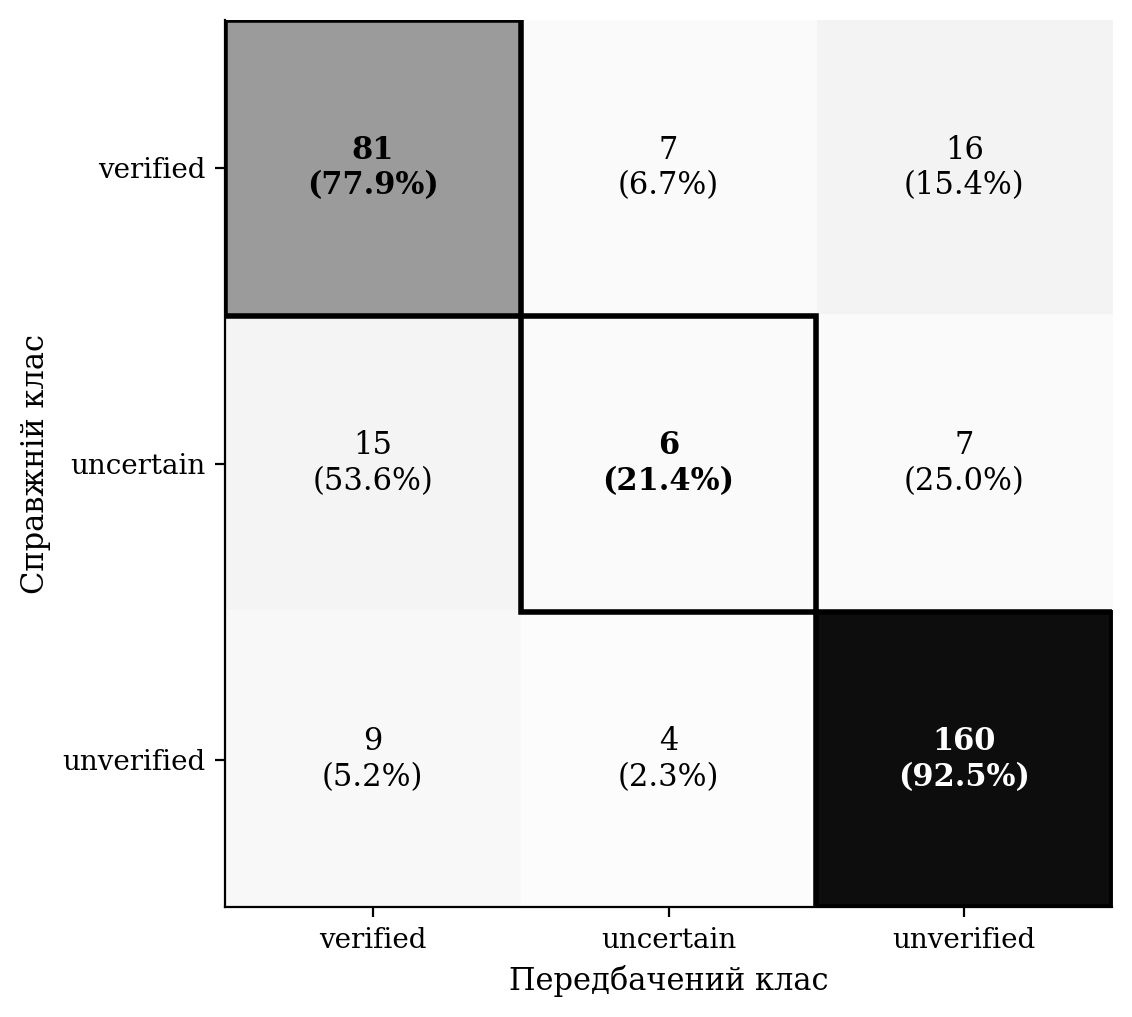 81
(77.9%)
7
(6.7%)
16
(15.4%)
verified
15
(53.6%)
6
(21.4%)
7
(25.0%)
uncertain
9
(5.2%)
4
(2.3%)
160
(92.5%)
unverified
Справжній клас
verified
uncertain
unverified
Передбачений клас